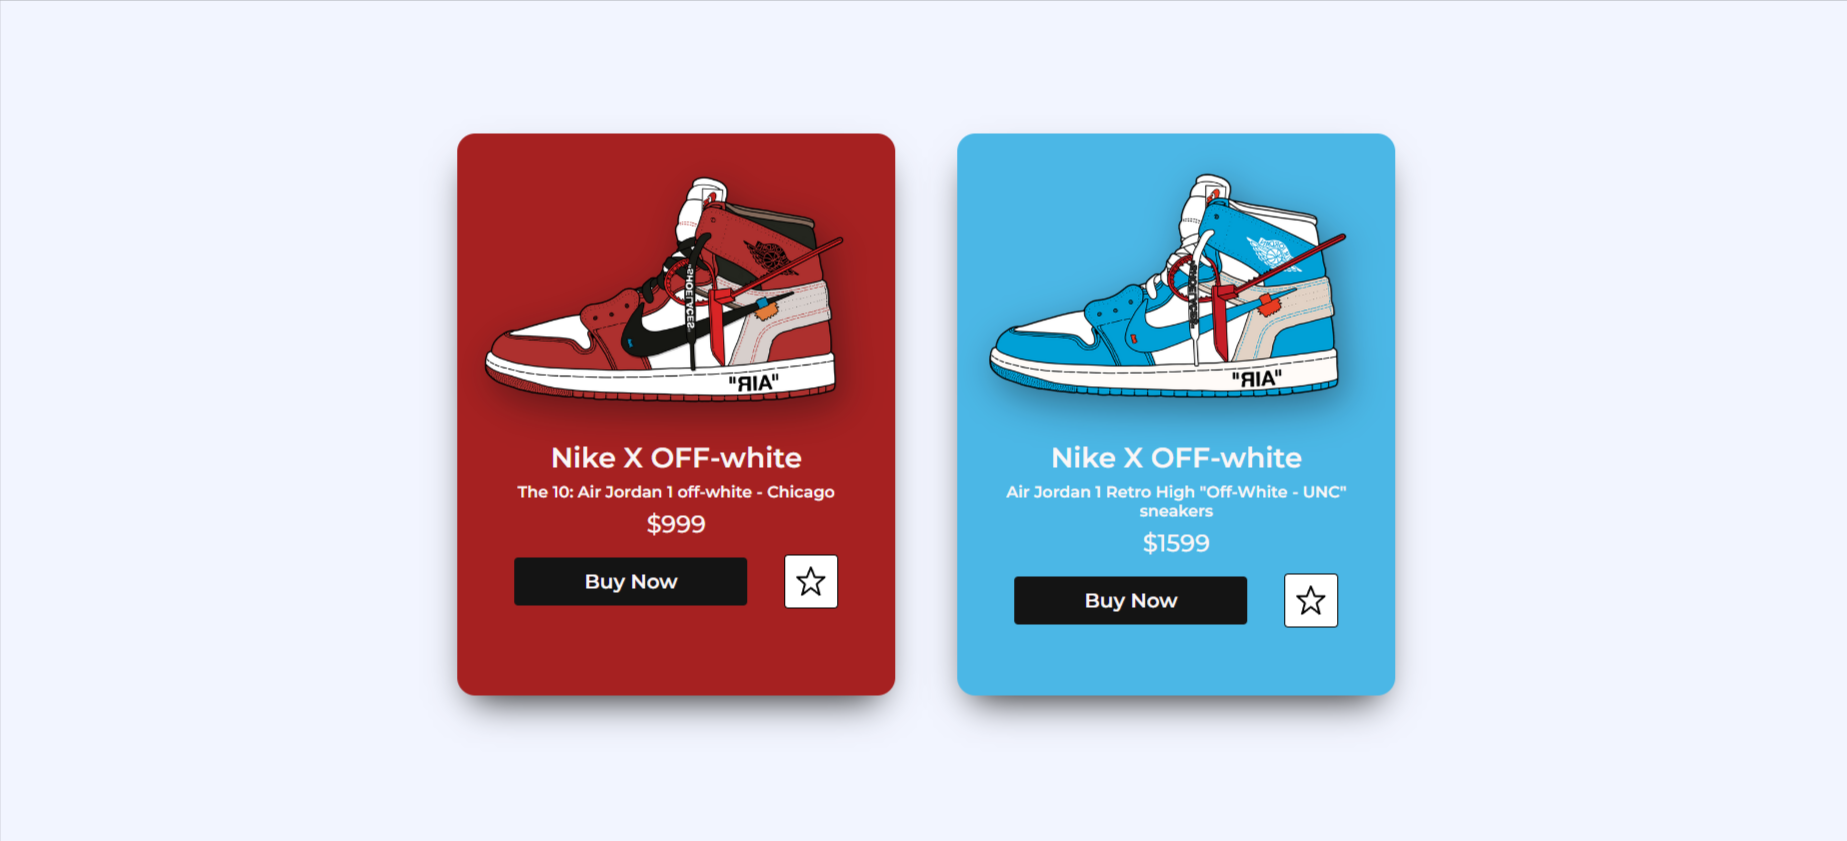 "SHOELACES"
"AIR"
Nike X OFF-white
The 10: Air Jordan 1 off-white - Chicago
$999
Buy Now
"SHOELACES"
"AIR"
Nike X OFF-white
Air Jordan 1 Retro High "Off-White - UNC"
sneakers
$1599
Buy Now